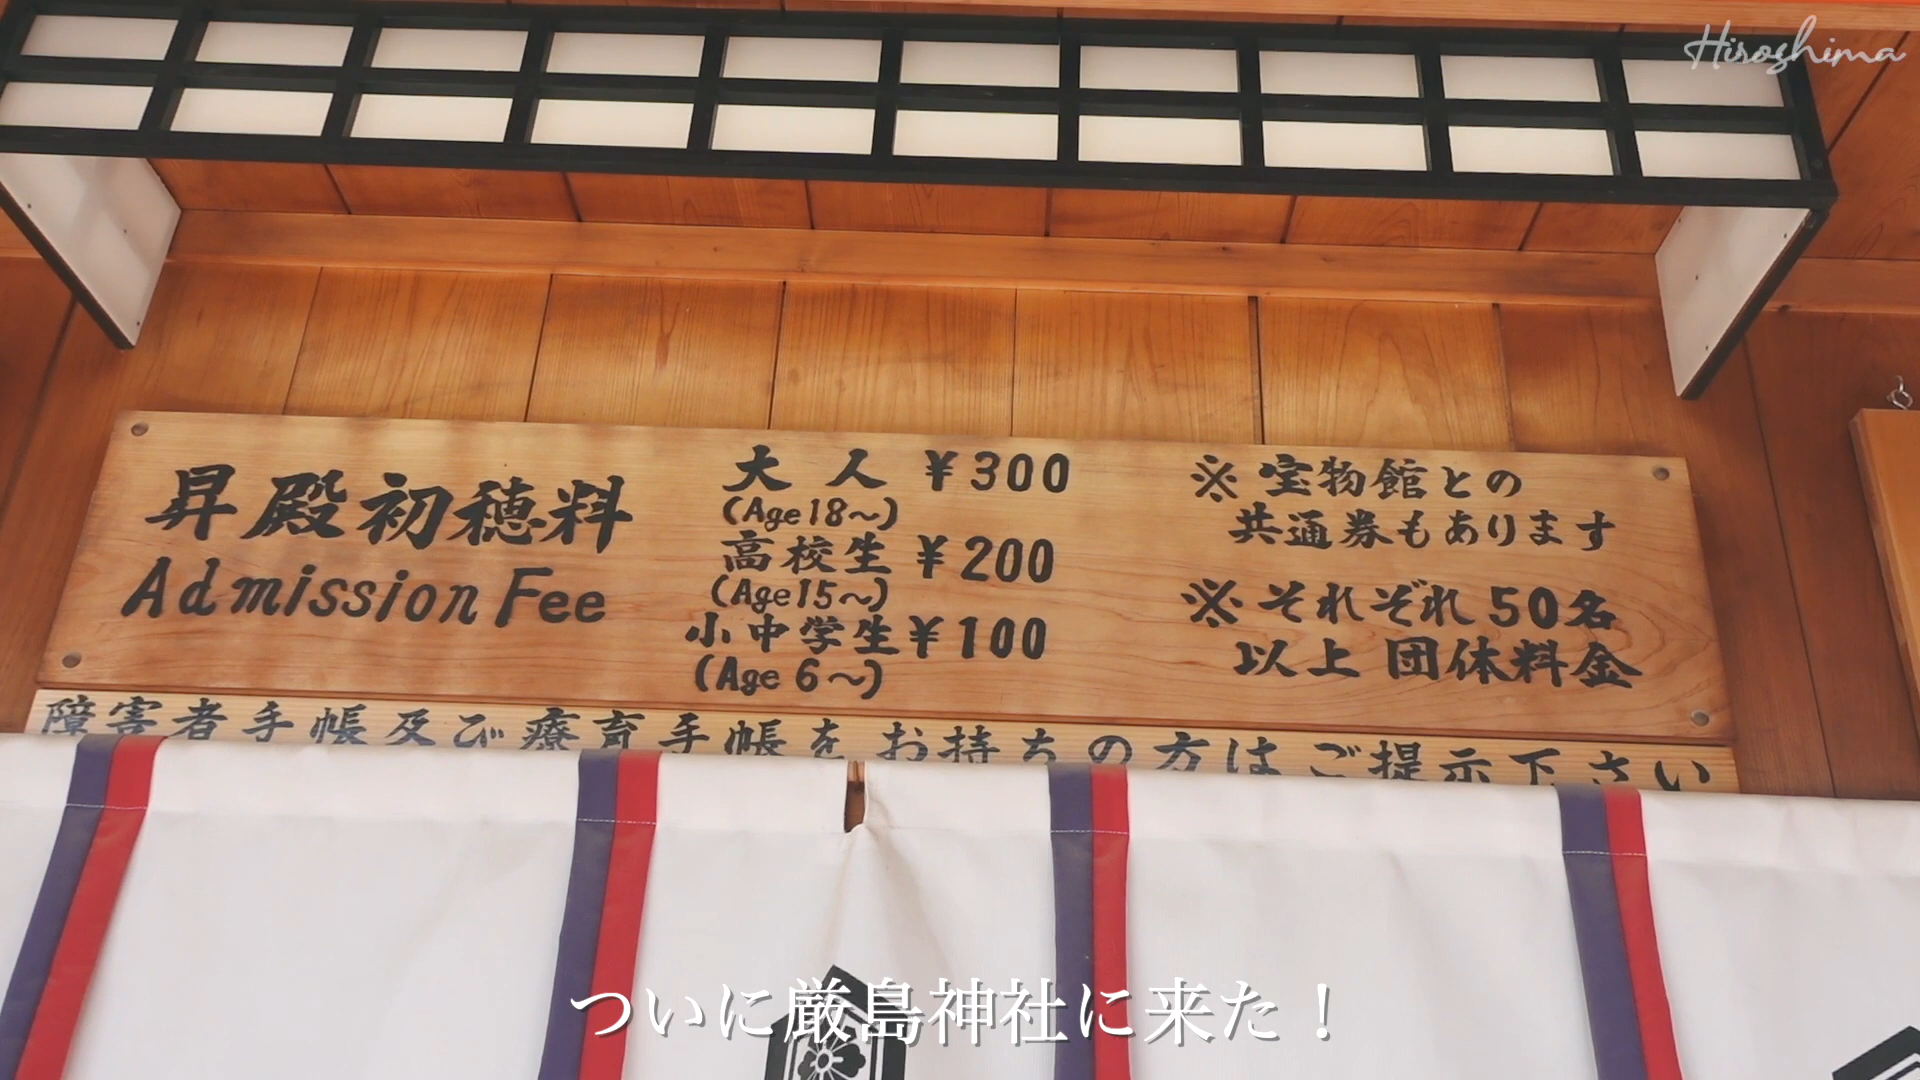 Hiroshima
昇殿初穂料
Admission Fee
大人 ¥300
(Age18~)
高校生 ¥200
(Age15~)
小中学生 ¥100
(Age 6~)
※宝物館との
共通券もあります
※それぞれ50名
以上 団体料金
障害者手帳及び療育手帳をお持ちの方はご提示下さい
ついに厳島神社に来た！